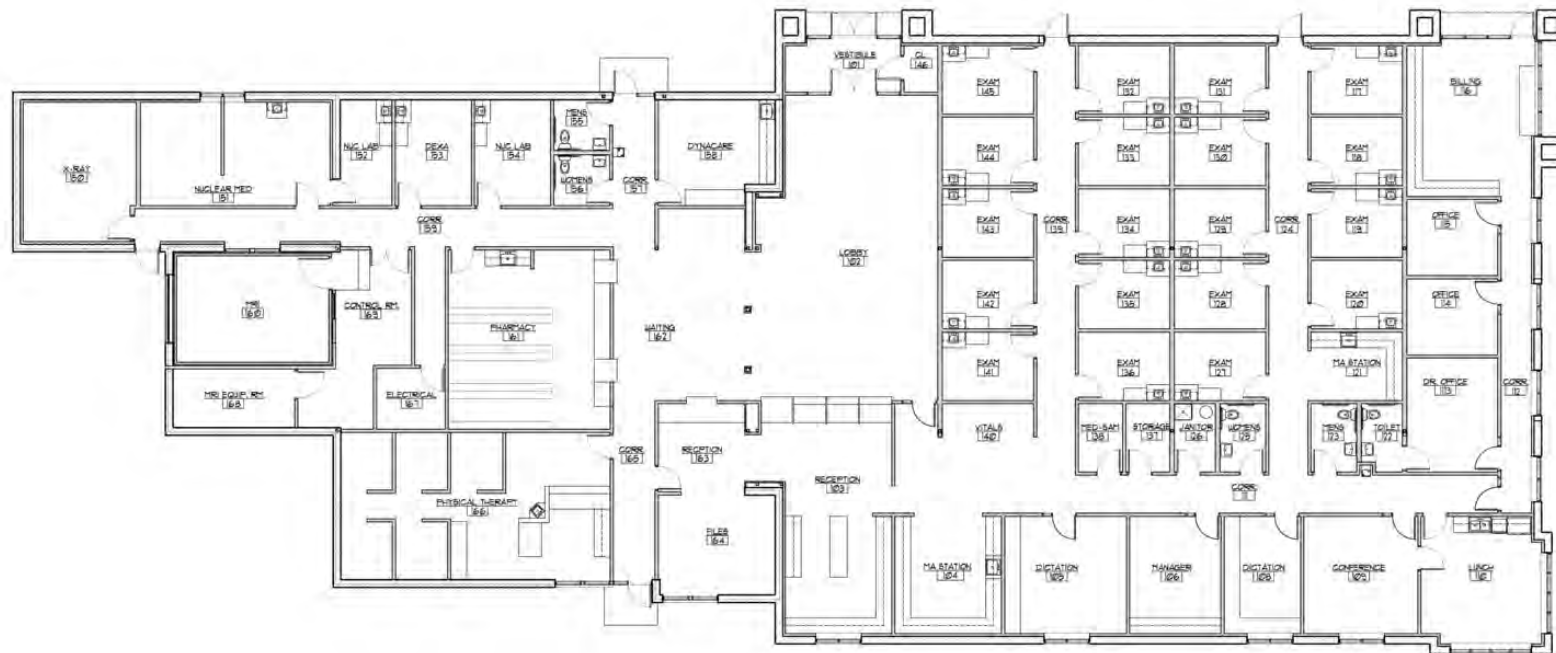 VESTIBULE
101
CL.
146
EXAM
145
EXAM
132
EXAM
131
EXAM
117
BILLING
116
X-RAY
150
NUCLEAR MED
151
NUC LAB
152
DEXA
153
NUC LAB
154
MENS
155
WOMENS
156
CORR.
157
DYNACARE
158
EXAM
144
EXAM
133
EXAM
130
EXAM
118
CORR.
159
LOBBY
102
EXAM
143
CORR.
139
EXAM
134
EXAM
129
CORR.
124
EXAM
119
OFFICE
115
MRI
160
CONTROL RM.
169
PHARMACY
161
WAITING
162
EXAM
142
EXAM
135
EXAM
128
EXAM
120
OFFICE
114
MRI EQUIP. RM.
168
ELECTRICAL
167
EXAM
141
EXAM
136
EXAM
127
MA STATION
121
DR. OFFICE
113
CORR.
112
VITALS
140
MED-SAM
138
STORAGE
137
JANITOR
126
WOMENS
125
MENS
123
TOILET
122
CORR.
165
RECEPTION
163
RECEPTION
103
CORR.
111
PHYSICAL THERAPY
166
FILES
164
MA STATION
104
DICTATION
105
MANAGER
106
DICTATION
108
CONFERENCE
109
LUNCH
110